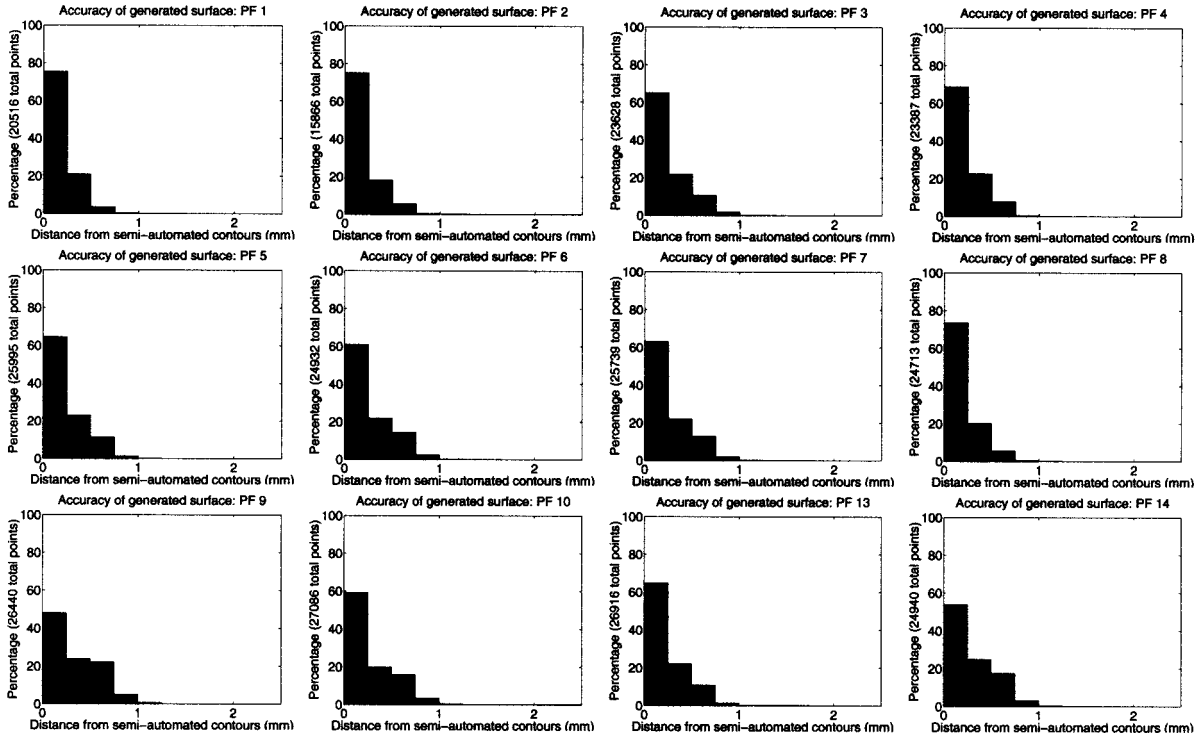 Accuracy of generated surface: PF 1
Percentage (20516 total points)
100
80
60
40
20
0
0 1 2
Distance from semi-automated contours (mm)
Accuracy of generated surface: PF 2
Percentage (15866 total points)
100
80
60
40
20
0
0 1 2
Distance from semi-automated contours (mm)
Accuracy of generated surface: PF 3
Percentage (23628 total points)
100
80
60
40
20
0
0 1 2
Distance from semi-automated contours (mm)
Accuracy of generated surface: PF 4
Percentage (23387 total points)
100
80
60
40
20
0
0 1 2
Distance from semi-automated contours (mm)
Accuracy of generated surface: PF 5
Percentage (25995 total points)
100
80
60
40
20
0
0 1 2
Distance from semi-automated contours (mm)
Accuracy of generated surface: PF 6
Percentage (24932 total points)
100
80
60
40
20
0
0 1 2
Distance from semi-automated contours (mm)
Accuracy of generated surface: PF 7
Percentage (25739 total points)
100
80
60
40
20
0
0 1 2
Distance from semi-automated contours (mm)
Accuracy of generated surface: PF 8
Percentage (24713 total points)
100
80
60
40
20
0
0 1 2
Distance from semi-automated contours (mm)
Accuracy of generated surface: PF 9
Percentage (26440 total points)
100
80
60
40
20
0
0 1 2
Distance from semi-automated contours (mm)
Accuracy of generated surface: PF 10
Percentage (27086 total points)
100
80
60
40
20
0
0 1 2
Distance from semi-automated contours (mm)
Accuracy of generated surface: PF 13
Percentage (26916 total points)
100
80
60
40
20
0
0 1 2
Distance from semi-automated contours (mm)
Accuracy of generated surface: PF 14
Percentage (24940 total points)
100
80
60
40
20
0
0 1 2
Distance from semi-automated contours (mm)